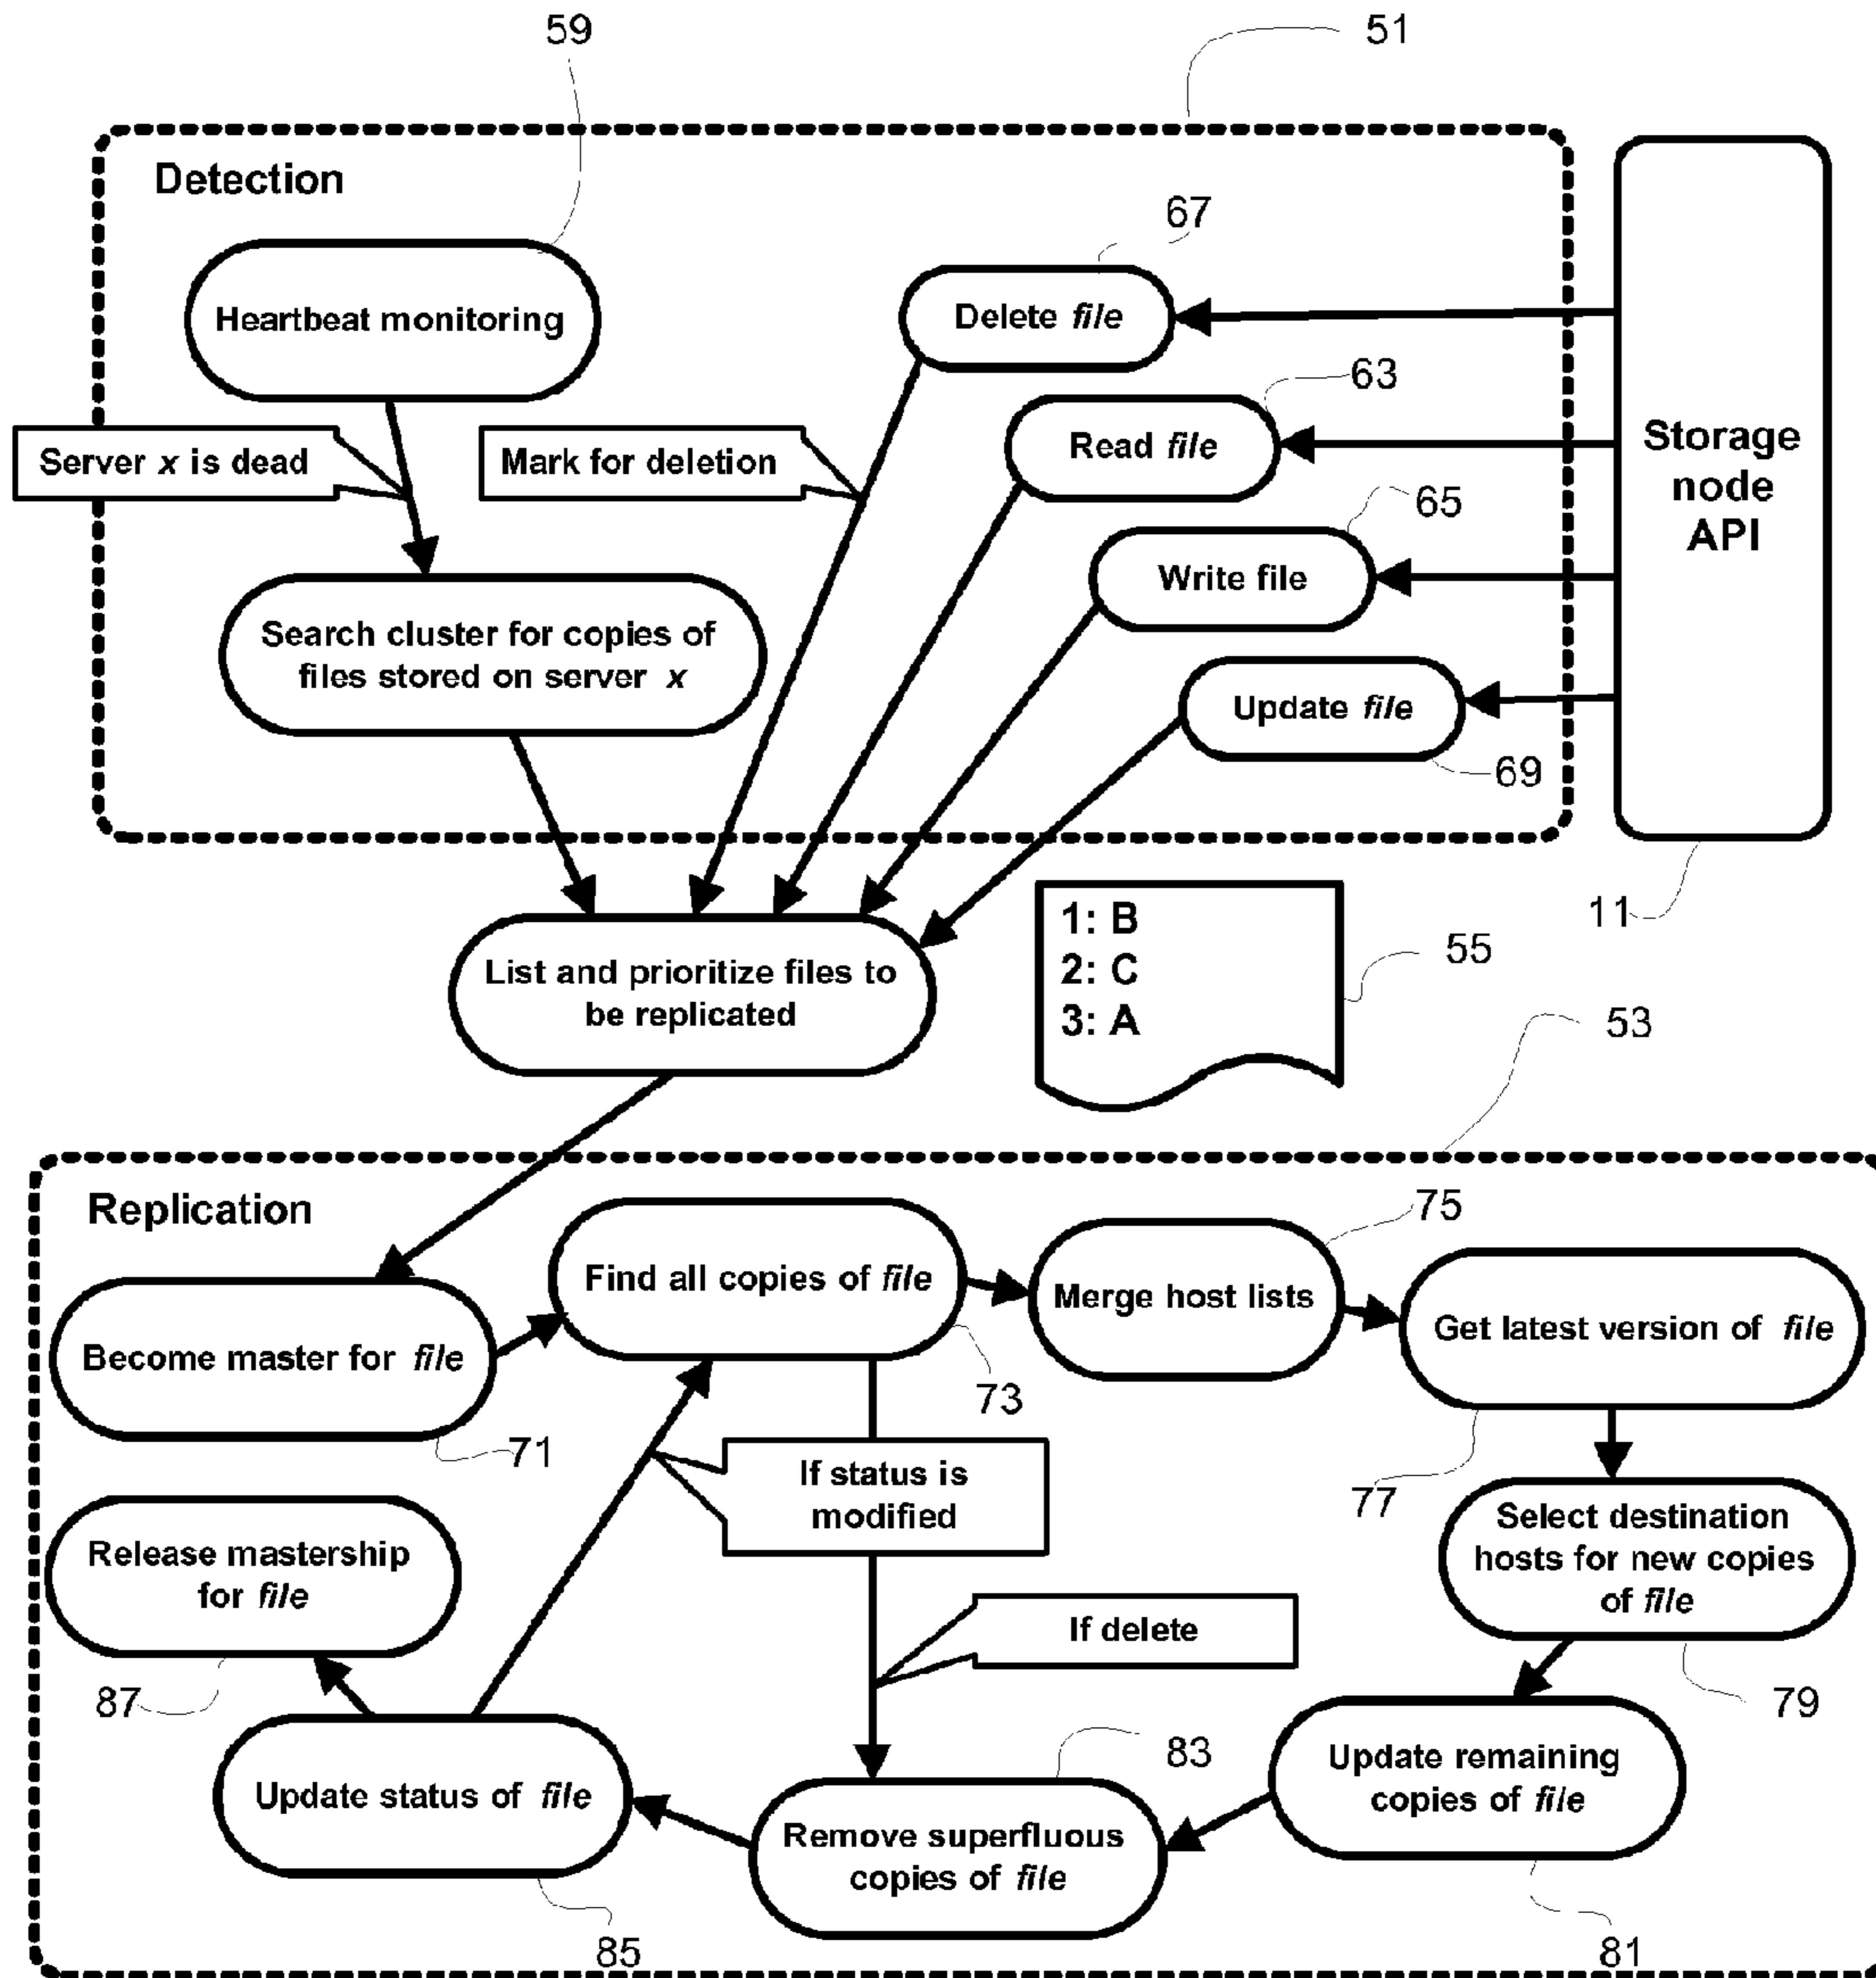 59
51
Detection
67
Heartbeat monitoring
Delete file
63
Read file
Storage
node
API
Server x is dead
Mark for deletion
65
Write file
Search cluster for copies of
files stored on server x
Update file
69
11
1: B
2: C
3: A
55
List and prioritize files to
be replicated
53
Replication
75
Find all copies of file
Merge host lists
Get latest version of file
Become master for file
73
71
If status is
modified
77
Select destination
hosts for new copies
of file
Release mastership
for file
If delete
87
79
83
Update remaining
copies of file
Update status of file
Remove superfluous
copies of file
85
81